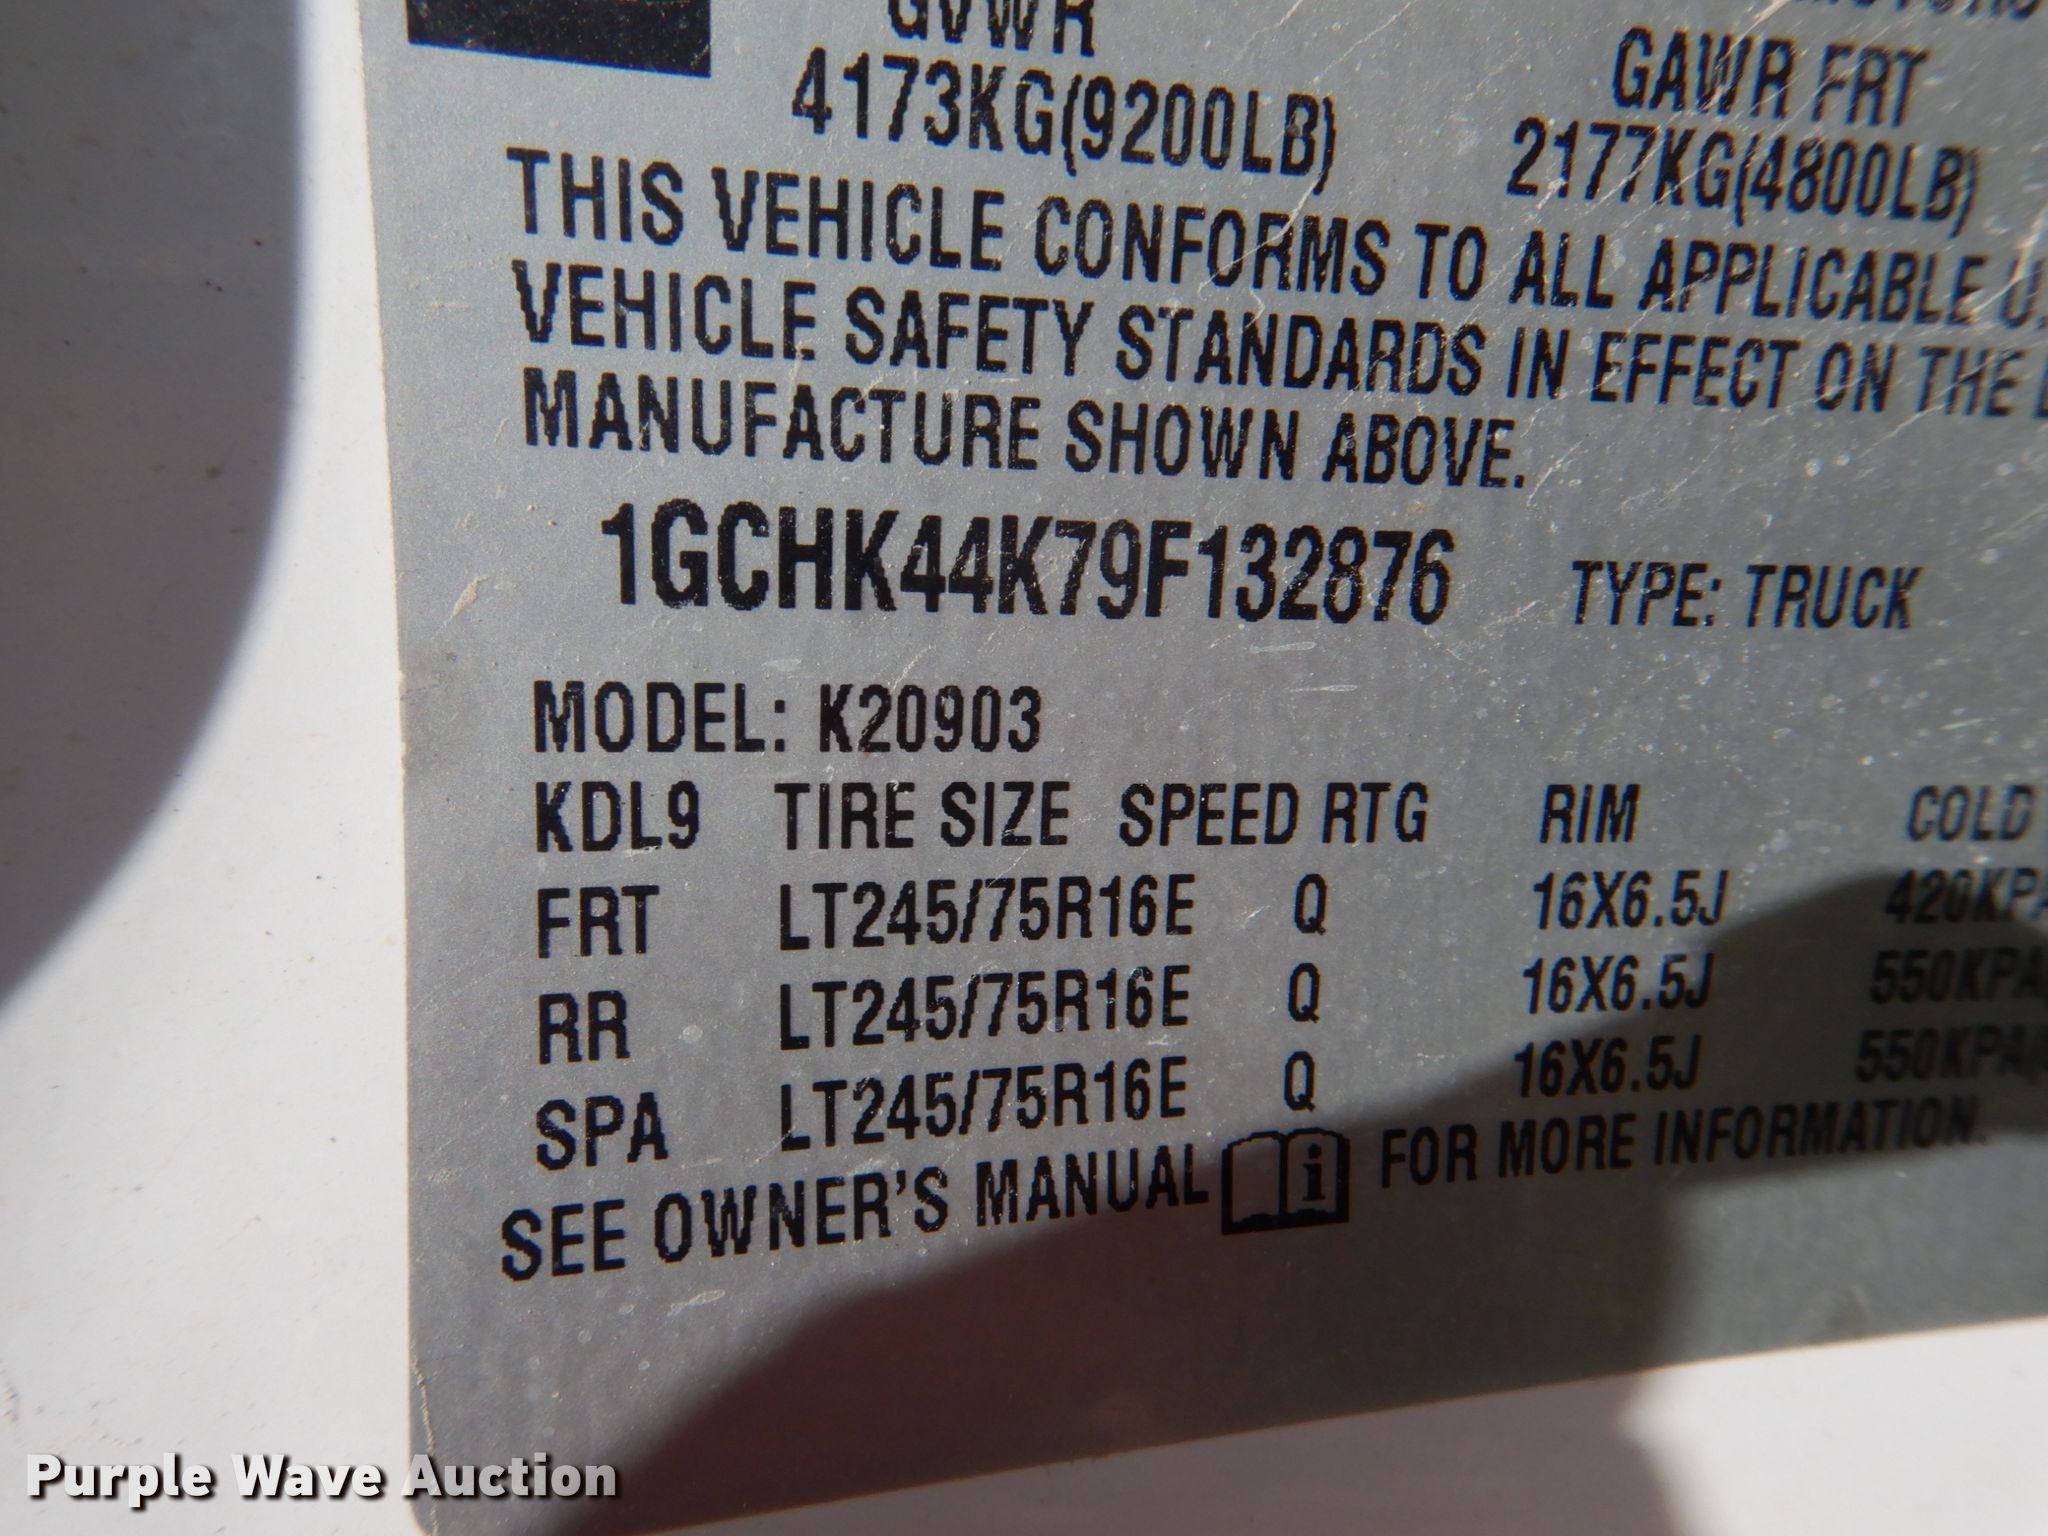 GVWR
GAWR FRT
4173KG(9200LB)
2177KG(4800LB)
THIS VEHICLE CONFORMS TO ALL APPLICABLE U.
VEHICLE SAFETY STANDARDS IN EFFECT ON THE
MANUFACTURE SHOWN ABOVE.
1GCHK44K79F132876 TYPE: TRUCK
MODEL: K20903
KDL9 TIRE SIZE SPEED RTG RIM COLD
FRT LT245/75R16E Q 16X6.5J 420KPA
RR LT245/75R16E Q 16X6.5J 550KPA
SPA LT245/75R16E Q 16X6.5J 550KPA(
SEE OWNER'S MANUAL i FOR MORE INFORMATION.
Purple Wave Auction